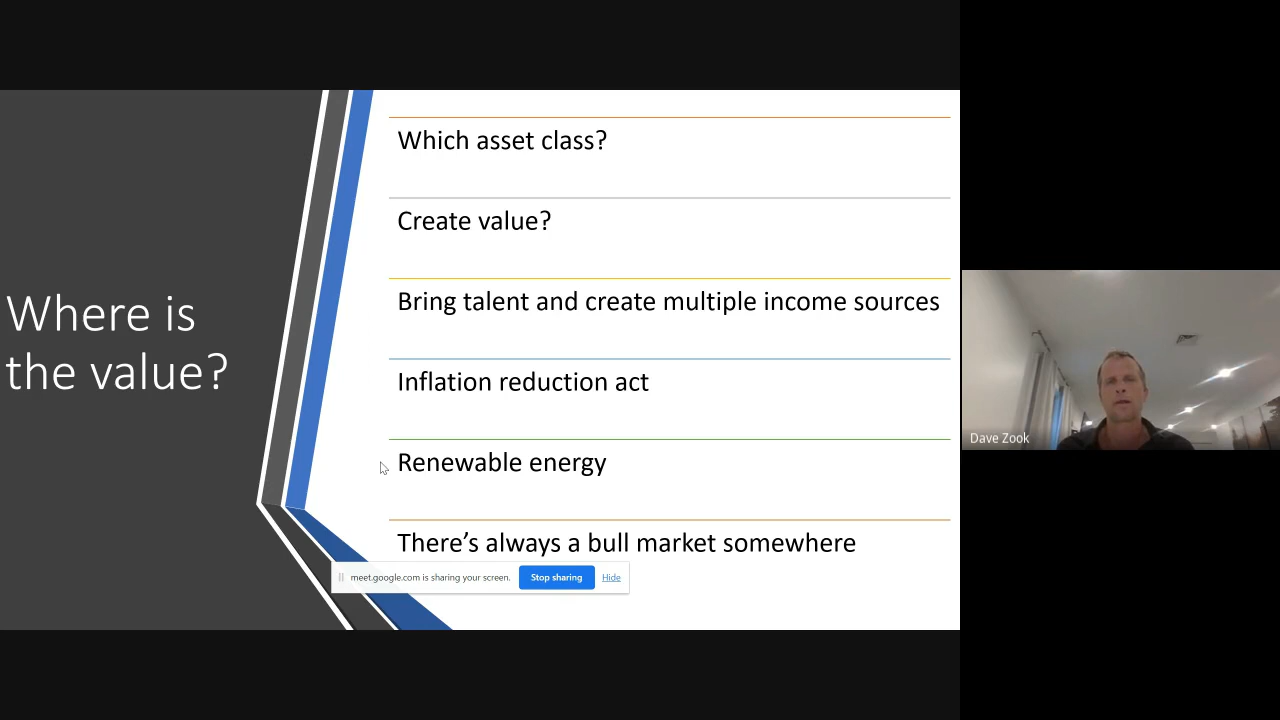 Where is
the value?
Which asset class?
Create value?
Bring talent and create multiple income sources
Inflation reduction act
Renewable energy
There’s always a bull market somewhere
meet.google.com is sharing your screen.
Stop sharing
Hide
Dave Zook